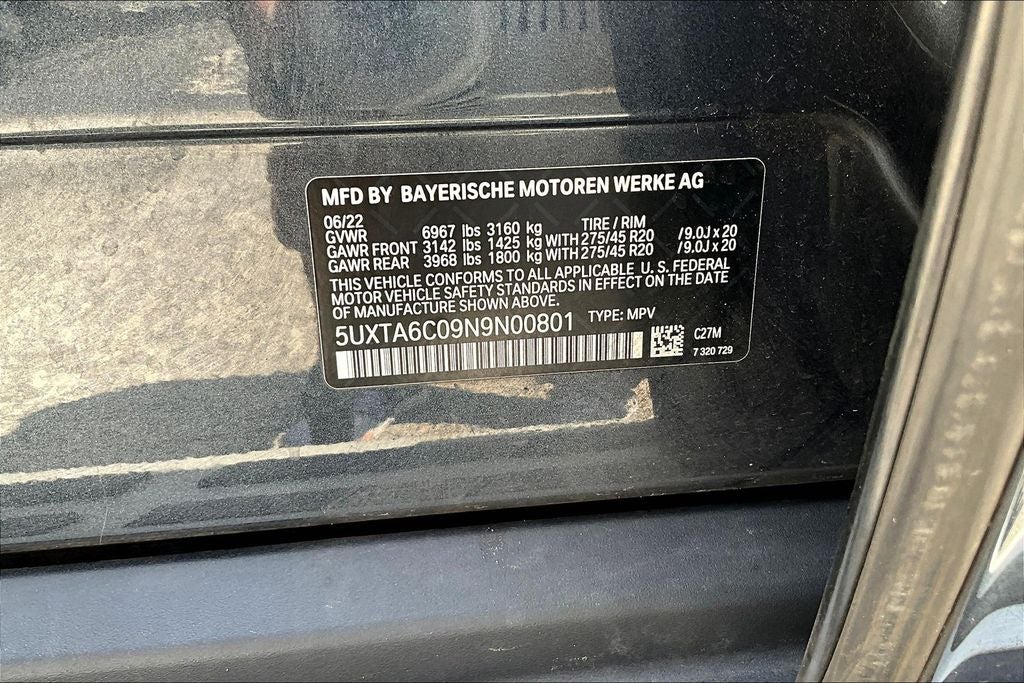 MFD BY BAYERISCHE MOTOREN WERKE AG
06/22 TIRE / RIM
GVWR 6967 lbs 3160 kg
GAWR FRONT 3142 lbs 1425 kg WITH 275/45 R20 /9.0J x 20
GAWR REAR 3968 lbs 1800 kg WITH 275/45 R20 /9.0J x 20
THIS VEHICLE CONFORMS TO ALL APPLICABLE U. S. FEDERAL
MOTOR VEHICLE SAFETY STANDARDS IN EFFECT ON THE DATE
OF MANUFACTURE SHOWN ABOVE.
5UXTA6C09N9N00801 TYPE: MPV
C27M
7 320 729